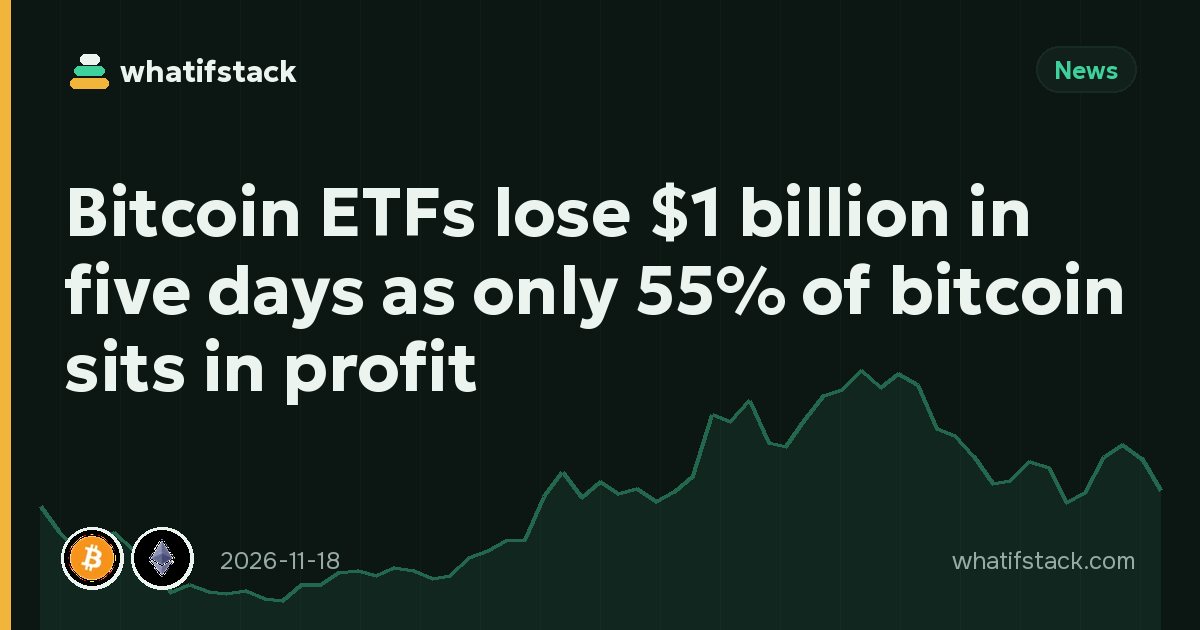 whatifstack
News
Bitcoin ETFs lose $1 billion in
five days as only 55% of bitcoin
sits in profit
2026-11-18
whatifstack.com